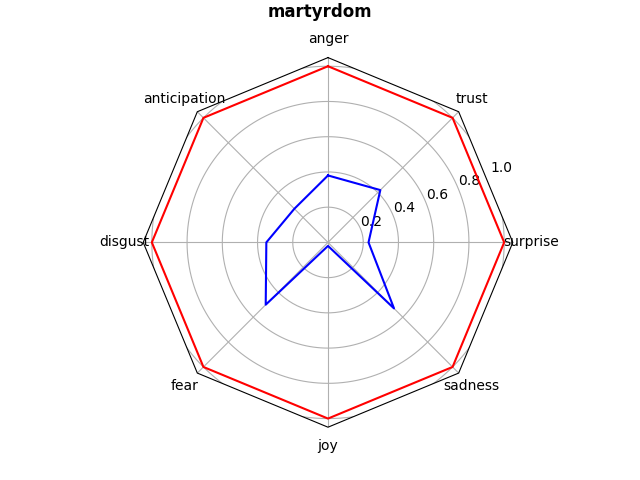 martyrdom
anger
anticipation
trust
1.0
0.8
0.6
0.4
0.2
disgust
surprise
fear
sadness
joy